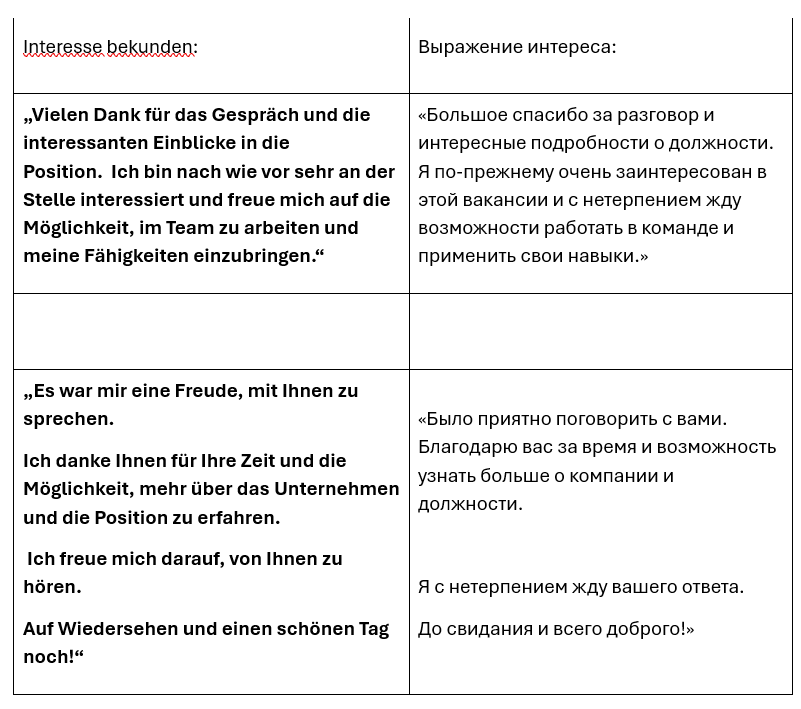 Interesse bekunden:
Выражение интереса:
„Vielen Dank für das Gespräch und die
interessanten Einblicke in die
Position.  Ich bin nach wie vor sehr an der
Stelle interessiert und freue mich auf die
Möglichkeit, im Team zu arbeiten und
meine Fähigkeiten einzubringen.“
«Большое спасибо за разговор и
интересные подробности о должности.
Я по-прежнему очень заинтересован в
этой вакансии и с нетерпением жду
возможности работать в команде и
применить свои навыки.»
„Es war mir eine Freude, mit Ihnen zu
sprechen.
Ich danke Ihnen für Ihre Zeit und die
Möglichkeit, mehr über das Unternehmen
und die Position zu erfahren.
Ich freue mich darauf, von Ihnen zu
hören.
Auf Wiedersehen und einen schönen Tag
noch!“
«Было приятно поговорить с вами.
Благодарю вас за время и возможность
узнать больше о компании и
должности.
Я с нетерпением жду вашего ответа.
До свидания и всего доброго!»